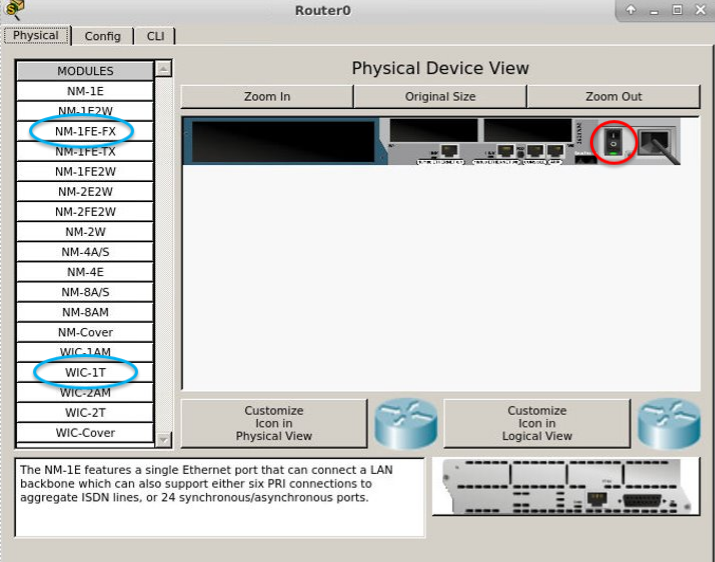 Router0
Physical
Config
CLI
MODULES
NM-1E
NM-1E2W
NM-1FE-FX
NM-1FE-TX
NM-1FE2W
NM-2E2W
NM-2FE2W
NM-2W
NM-4A/S
NM-4E
NM-8A/S
NM-8AM
NM-Cover
WIC-1AM
WIC-1T
WIC-2AM
WIC-2T
WIC-Cover
Physical Device View
Zoom In
Original Size
Zoom Out
Customize
Icon in
Physical View
Customize
Icon in
Logical View
The NM-1E features a single Ethernet port that can connect a LAN
backbone which can also support either six PRI connections to
aggregate ISDN lines, or 24 synchronous/asynchronous ports.